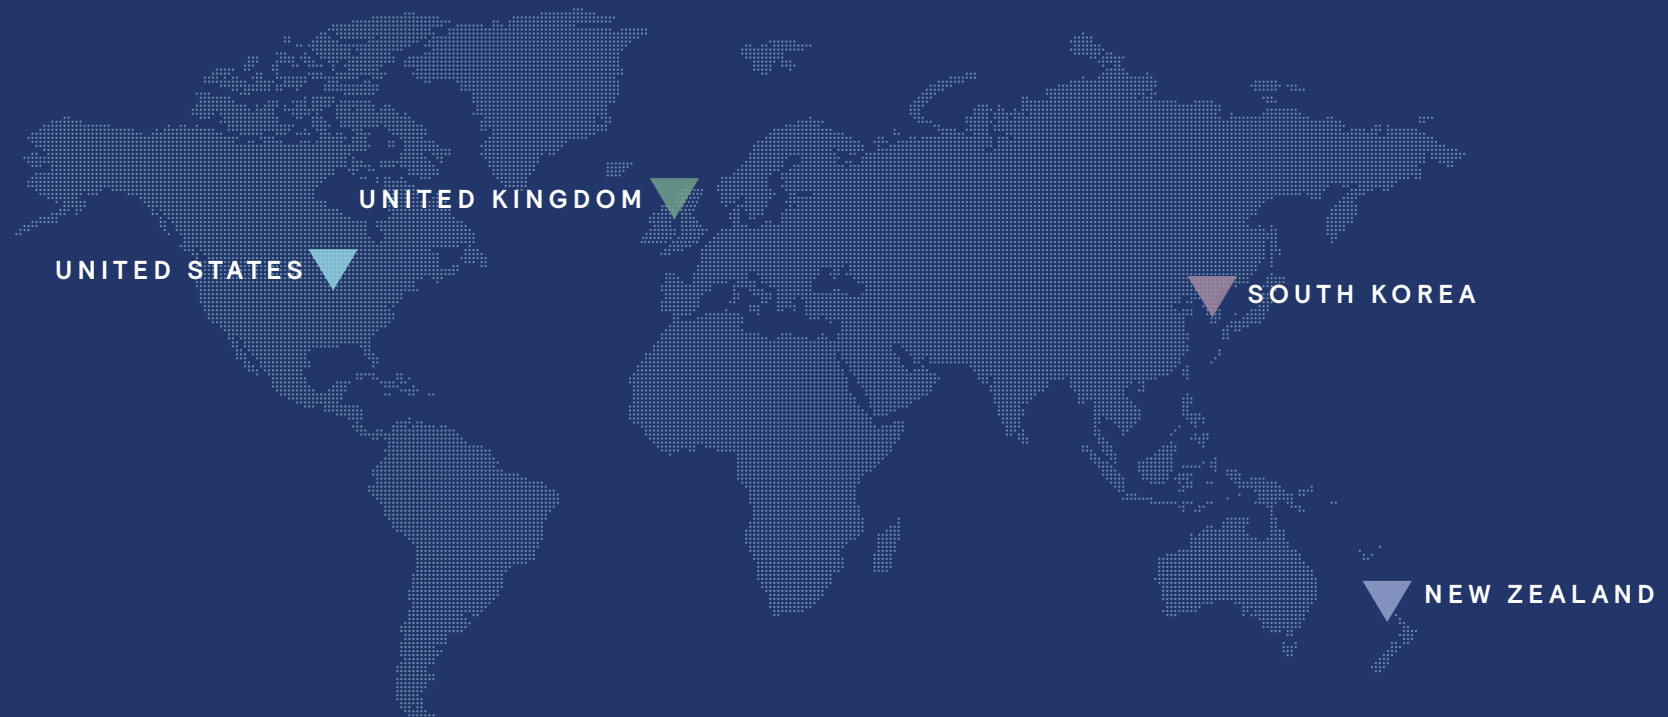 UNITED KINGDOM
UNITED STATES
SOUTH KOREA
NEW ZEALAND